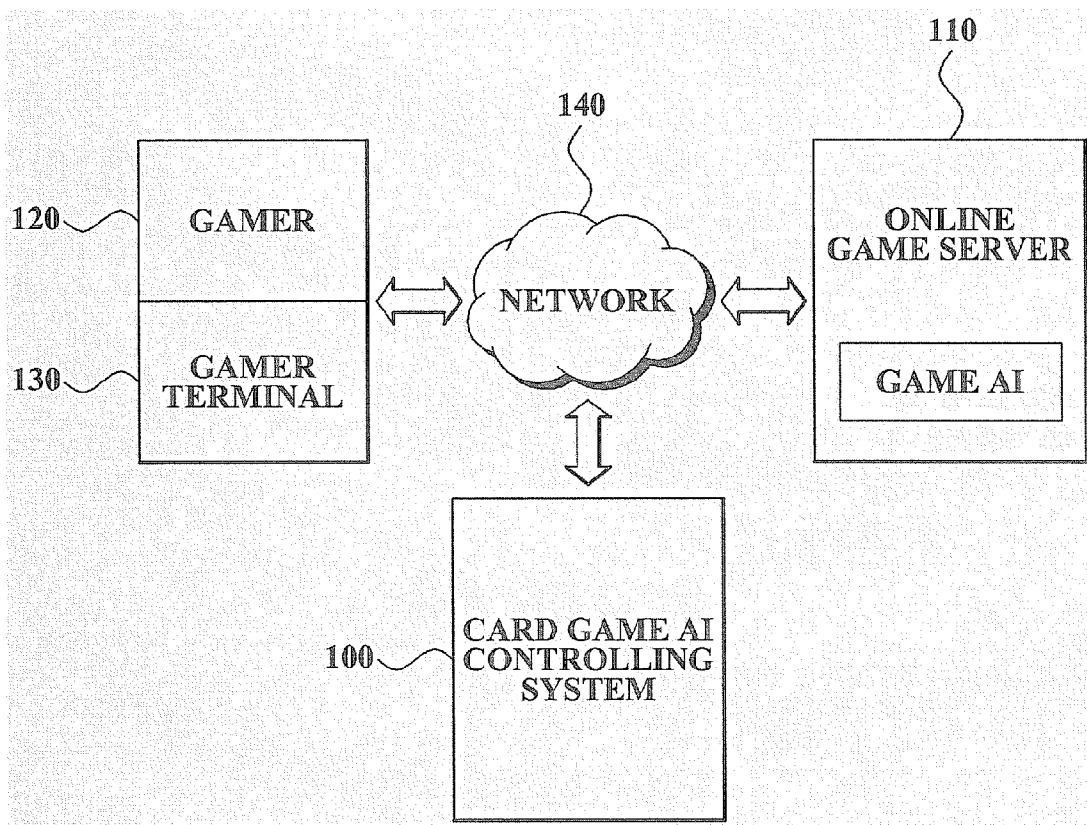 110
140
120
GAMER
ONLINE
GAME SERVER
NETWORK
130
GAMER
TERMINAL
GAME AI
100
CARD GAME AI
CONTROLLING
SYSTEM